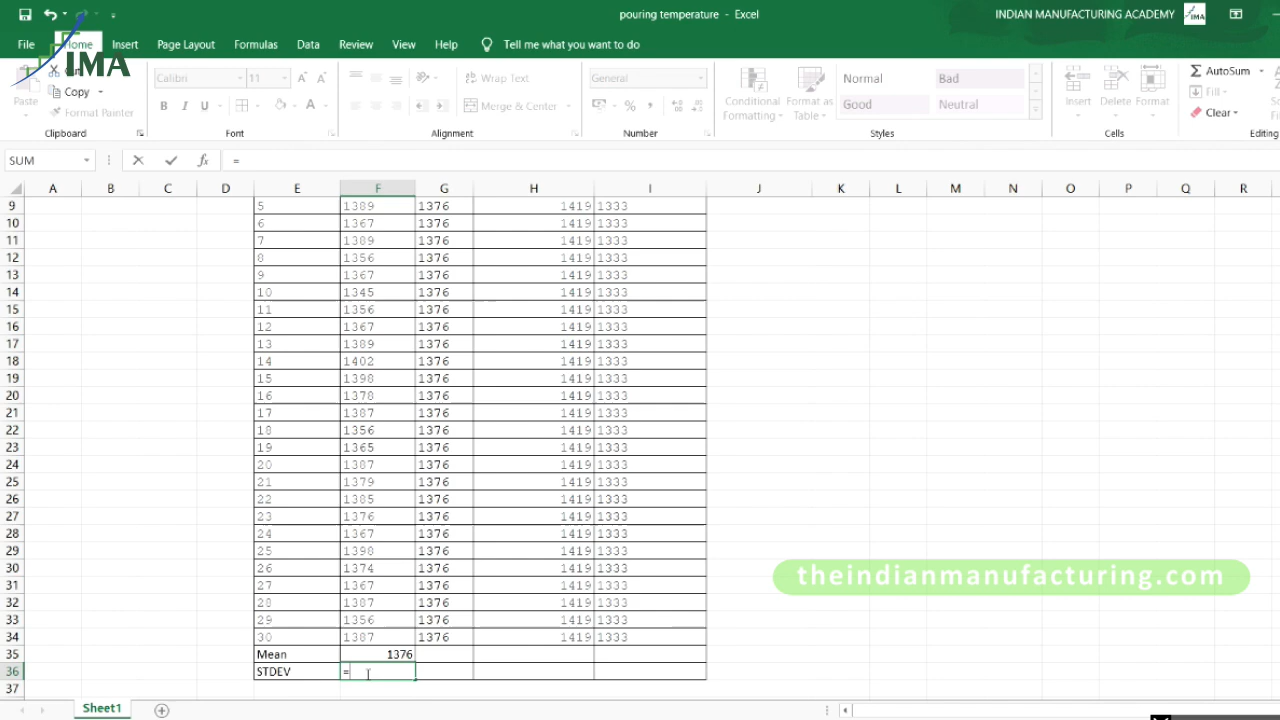 pouring temperature - Excel
INDIAN MANUFACTURING ACADEMY
IMA
File Home Insert Page Layout Formulas Data Review View Help Tell me what you want to do
IMA
Cut
Copy
Format Painter
Paste
Clipboard
Calibri 11
B I U
Font
Wrap Text
Merge & Center
Alignment
General
Number
Conditional Formatting
Format as Table
Normal Bad
Good Neutral
Styles
Insert Delete Format
Cells
AutoSum
Fill
Clear
Editing
SUM fx =
A B C D E F G H I J K L M N O P Q R
9 5 1389 1376 1419 1333
10 6 1367 1376 1419 1333
11 7 1389 1376 1419 1333
12 8 1356 1376 1419 1333
13 9 1367 1376 1419 1333
14 10 1345 1376 1419 1333
15 11 1356 1376 1419 1333
16 12 1367 1376 1419 1333
17 13 1389 1376 1419 1333
18 14 1402 1376 1419 1333
19 15 1398 1376 1419 1333
20 16 1378 1376 1419 1333
21 17 1387 1376 1419 1333
22 18 1356 1376 1419 1333
23 19 1365 1376 1419 1333
24 20 1387 1376 1419 1333
25 21 1379 1376 1419 1333
26 22 1385 1376 1419 1333
27 23 1376 1376 1419 1333
28 24 1367 1376 1419 1333
29 25 1398 1376 1419 1333
30 26 1374 1376 1419 1333
31 27 1367 1376 1419 1333
32 28 1387 1376 1419 1333
33 29 1356 1376 1419 1333
34 30 1387 1376 1419 1333
35 Mean 1376
36 STDEV =
37
theindianmanufacturing.com
Sheet1